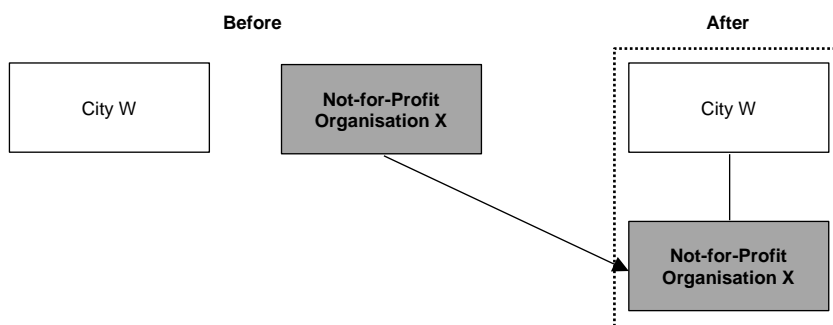 Before
After
City W
Not-for-Profit
Organisation X
City W
Not-for-Profit
Organisation X